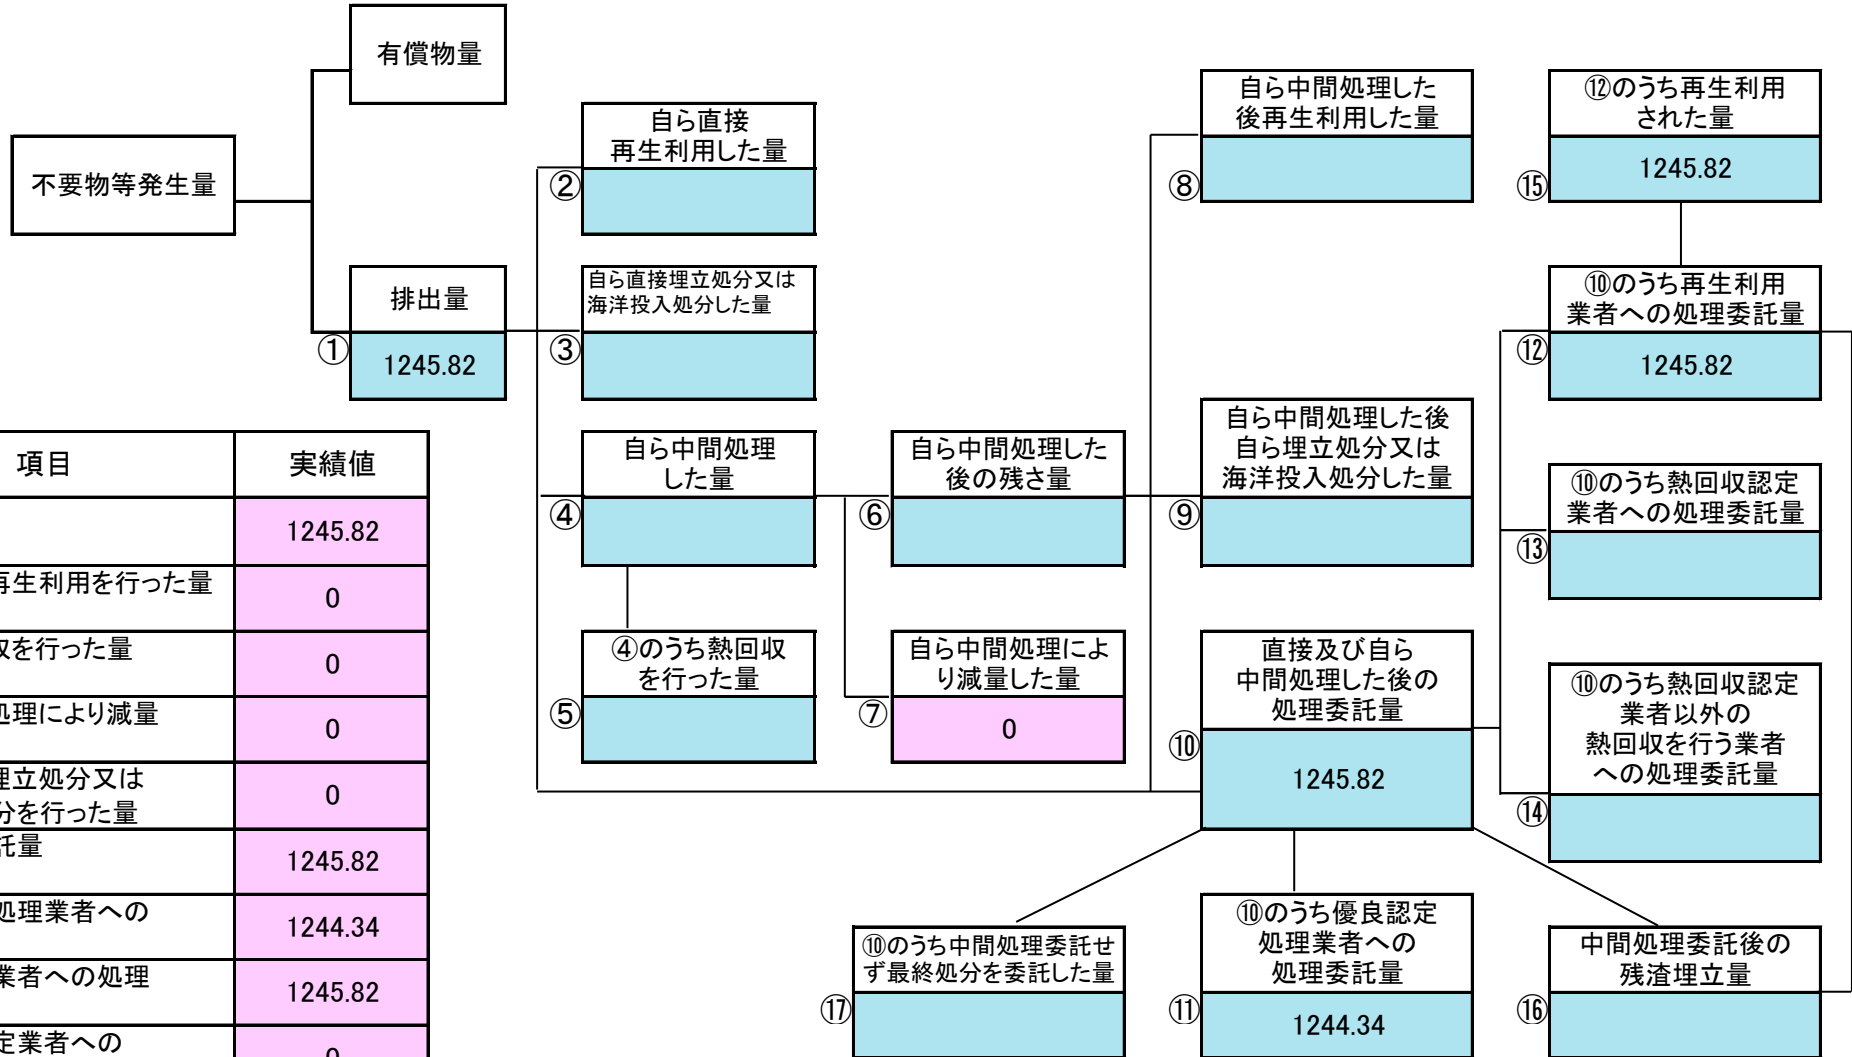 有償物量
不要物等発生量
排出量
①
1245.82
自ら直接
再生利用した量
②
自ら直接埋立処分又は
海洋投入処分した量
③
自ら中間処理
した量
④
④のうち熱回収
を行った量
⑤
自ら中間処理した
後の残さ量
⑥
自ら中間処理によ
り減量した量
⑦
0
自ら中間処理した
後再生利用した量
⑧
自ら中間処理した後
自ら埋立処分又は
海洋投入処分した量
⑨
直接及び自ら
中間処理した後の
処理委託量
⑩
1245.82
⑩のうち優良認定
処理業者への
処理委託量
⑪
1244.34
⑫のうち再生利用
された量
⑮
1245.82
⑩のうち再生利用
業者への処理委託量
⑫
1245.82
⑩のうち熱回収認定
業者への処理委託量
⑬
⑩のうち熱回収認定
業者以外の
熱回収を行う業者
への処理委託量
⑭
中間処理委託後の
残渣埋立量
⑯
⑩のうち中間処理委託せ
ず最終処分を委託した量
⑰
項目 実績値
1245.82
再生利用を行った量 0
を行った量 0
処理により減量 0
埋立処分又は
を行った量 0
託量 1245.82
処理業者への 1244.34
業者への処理 1245.82
定業者への 0